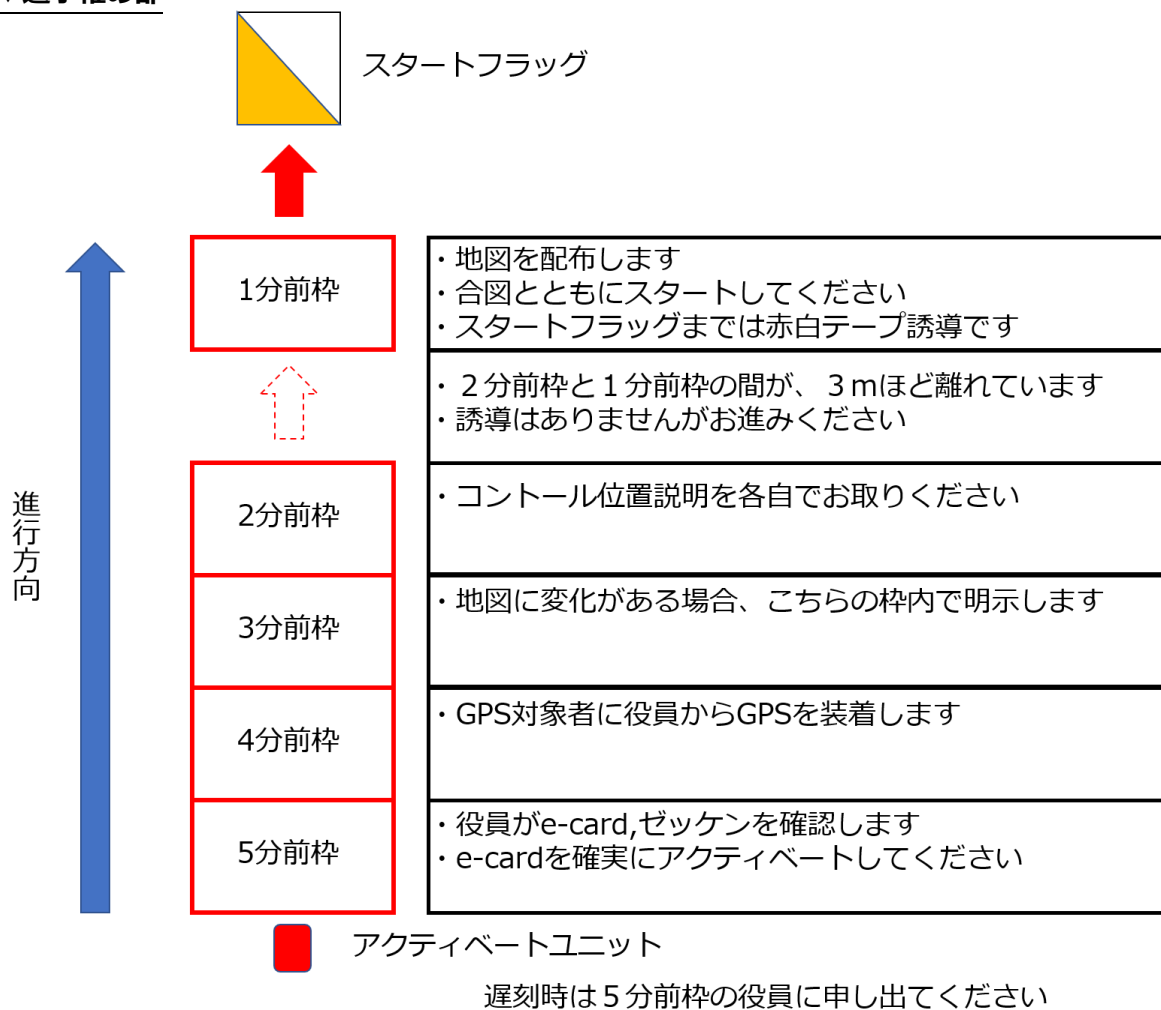 選手権の部
スタートフラッグ
1分前枠
・地図を配布します
・合図とともにスタートしてください
・スタートフラッグまでは赤白テープ誘導です
・２分前枠と１分前枠の間が、３ｍほど離れています
・誘導はありませんがお進みください
進行方向
2分前枠
・コントール位置説明を各自でお取りください
3分前枠
・地図に変化がある場合、こちらの枠内で明示します
4分前枠
・GPS対象者に役員からGPSを装着します
5分前枠
・役員がe-card,ゼッケンを確認します
・e-cardを確実にアクティベートしてください
アクティベートユニット
遅刻時は５分前枠の役員に申し出てください